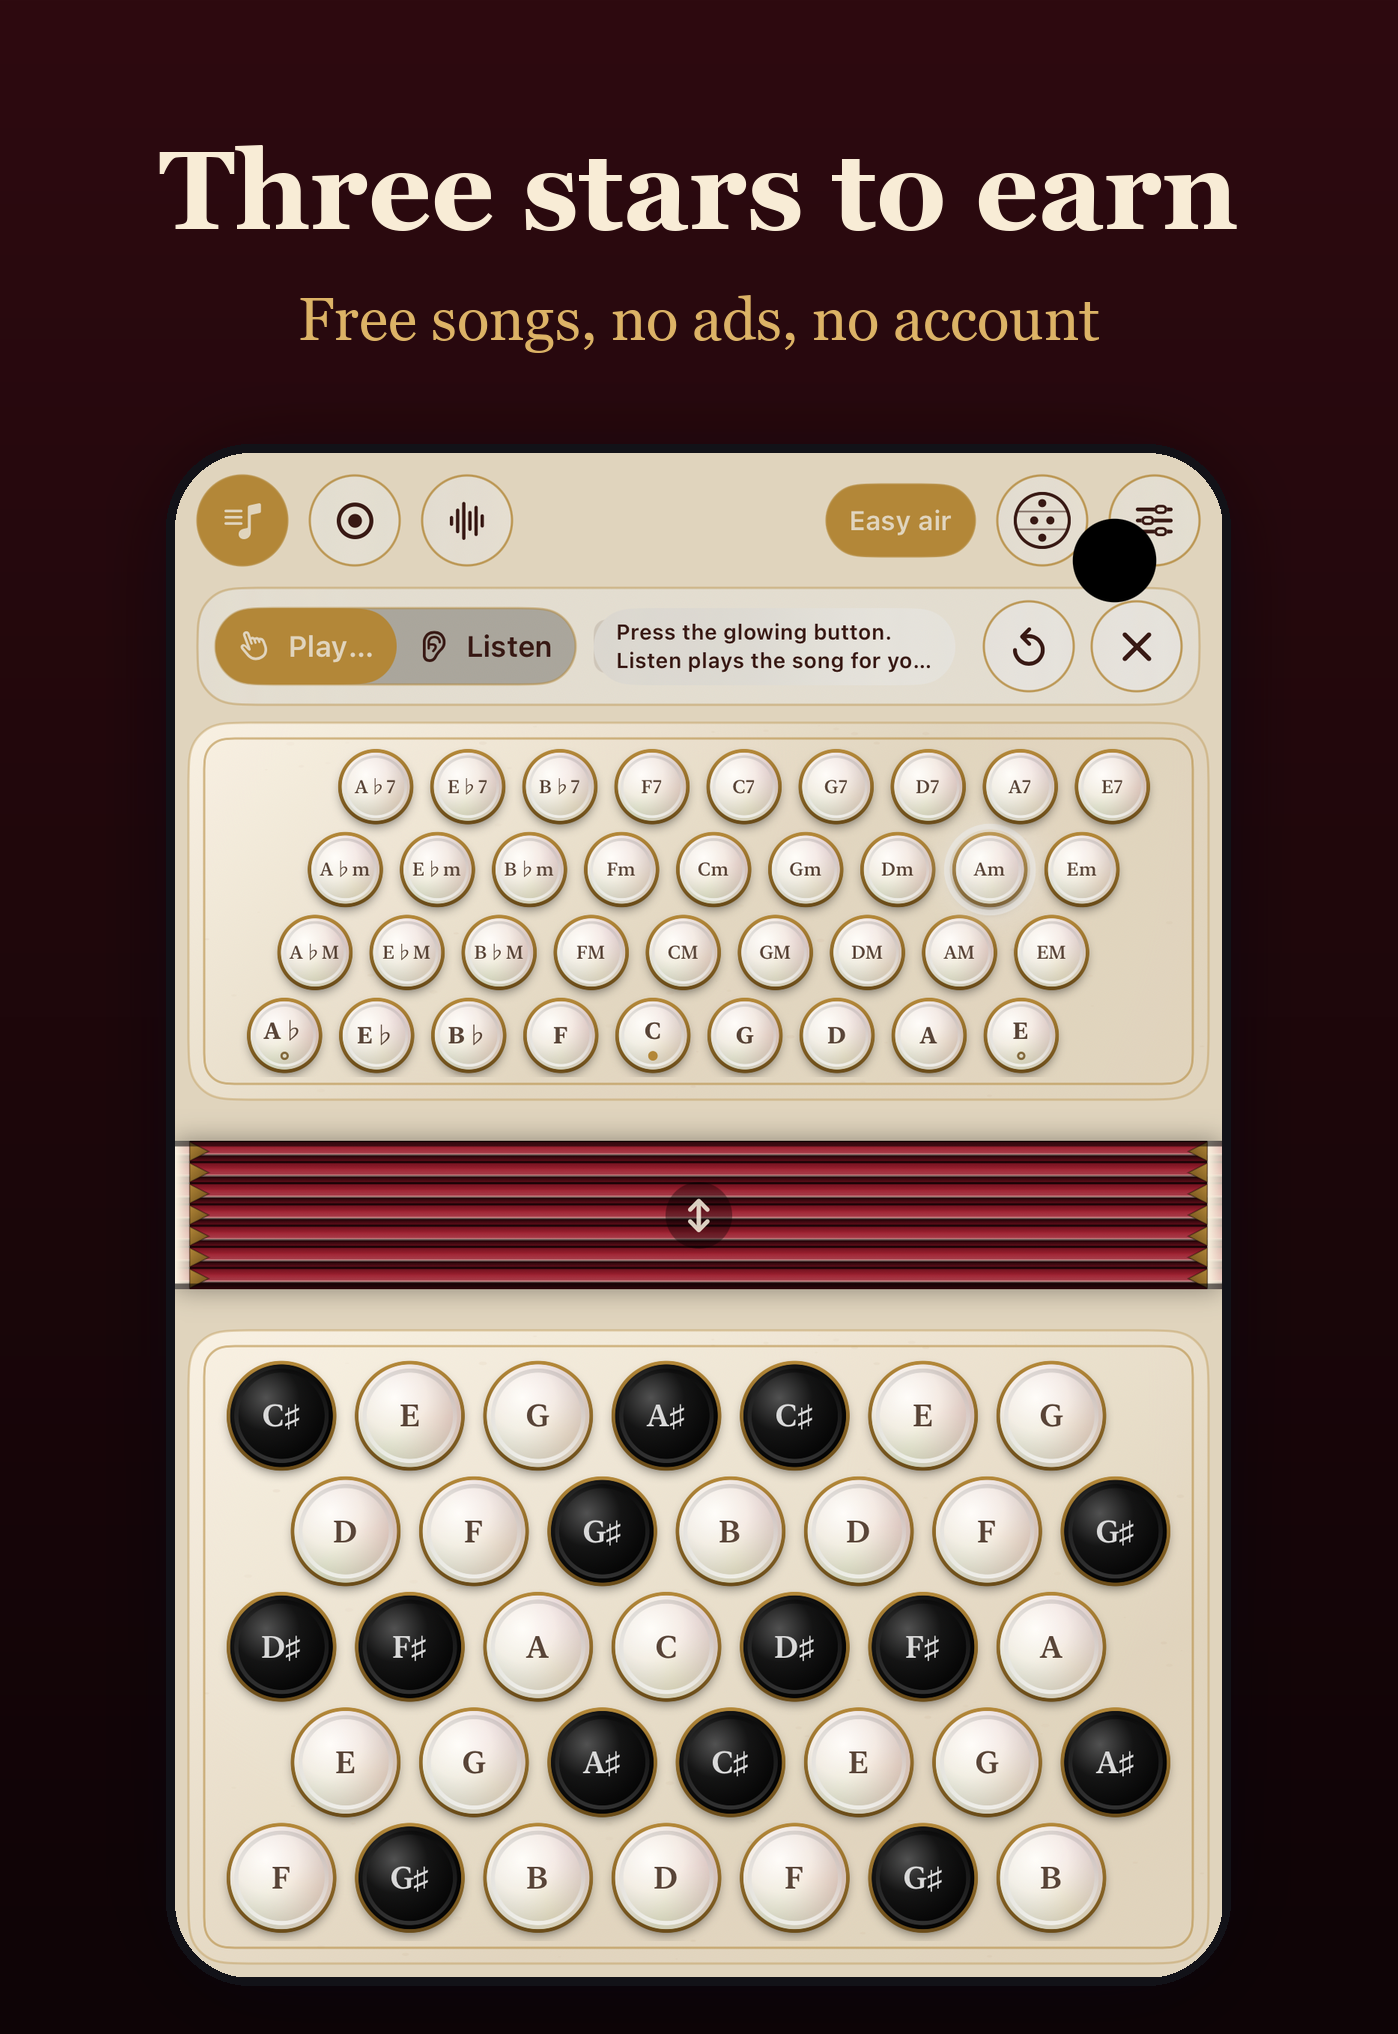 Three stars to earn
Free songs, no ads, no account
Easy air
Play... Listen
Press the glowing button.
Listen plays the song for yo...
A♭7 E♭7 B♭7 F7 C7 G7 D7 A7 E7
A♭m E♭m B♭m Fm Cm Gm Dm Am Em
A♭M E♭M B♭M FM CM GM DM AM EM
A♭ E♭ B♭ F C G D A E
C♯ E G A♯ C♯ E G
D F G♯ B D F G♯
D♯ F♯ A C D♯ F♯ A
E G A♯ C♯ E G A♯
F G♯ B D F G♯ B